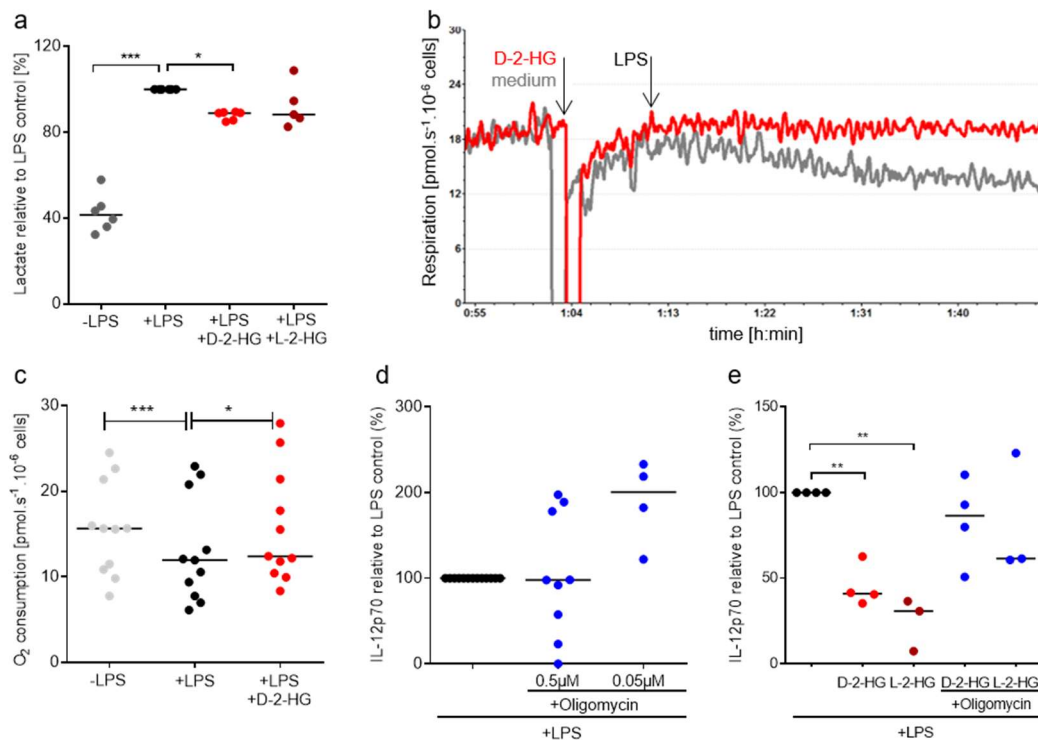 a
Lactate relative to LPS control [%]
120
80
40
0
***
*
-LPS
+LPS
+LPS
+D-2-HG
+LPS
+L-2-HG
b
Respiration [pmol.s⁻¹.10⁻⁶ cells]
30
24
18
12
6
0
D-2-HG
medium
LPS
0:55
1:04
1:13
1:22
1:31
1:40
time [h:min]
c
O₂ consumption [pmol.s⁻¹.10⁻⁶ cells]
30
20
10
0
***
*
-LPS
+LPS
+LPS
+D-2-HG
d
IL-12p70 relative to LPS control (%)
300
200
100
0
0.5µM
0.05µM
+Oligomycin
+LPS
e
IL-12p70 relative to LPS control (%)
150
100
50
0
**
**
D-2-HG
L-2-HG
D-2-HG
L-2-HG
+Oligomycin
+LPS